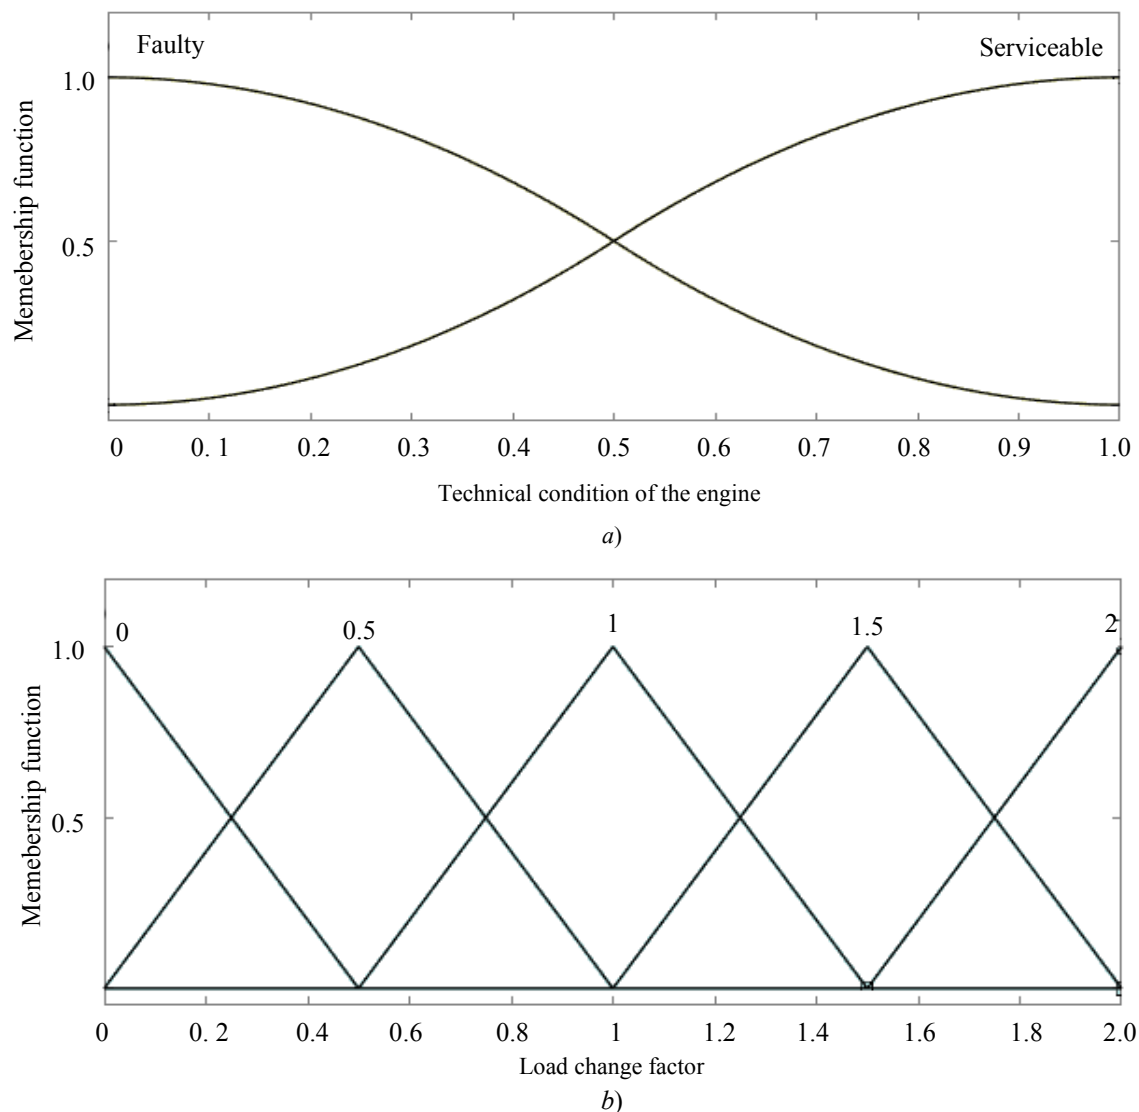 Faulty
Serviceable
1.0
0.5
Memebership function
0 0. 1 0.2 0.3 0.4 0.5 0.6 0.7 0.8 0.9 1.0
Technical condition of the engine
a)
0 0.5 1 1.5 2
1.0
0.5
Memebership function
0 0. 2 0.4 0.6 0.8 1 1.2 1.4 1.6 1.8 2.0
Load change factor
b)